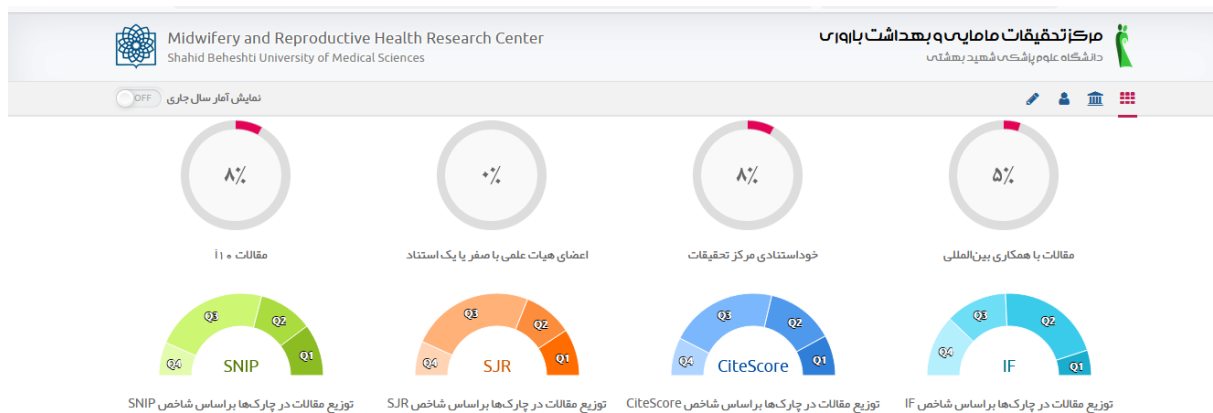 مرکز تحقیقات مامایی و بهداشت باروری
دانشگاه علوم پزشکی شهید بهشتی
Midwifery and Reproductive Health Research Center
Shahid Beheshti University of Medical Sciences
نمایش آمار سال جاری
OFF
۵٪
۸٪
۰٪
۸٪
مقالات با همکاری بین‌المللی
خوداستنادی مرکز تحقیقات
اعضای هیات علمی با صفر یا یک استناد
مقالات i۱۰
Q4 Q3 Q2 Q1
IF
Q4 Q3 Q2 Q1
CiteScore
Q4 Q3 Q2 Q1
SJR
Q4 Q3 Q2 Q1
SNIP
توزیع مقالات در چارک‌ها براساس شاخص IF
توزیع مقالات در چارک‌ها براساس شاخص CiteScore
توزیع مقالات در چارک‌ها براساس شاخص SJR
توزیع مقالات در چارک‌ها براساس شاخص SNIP